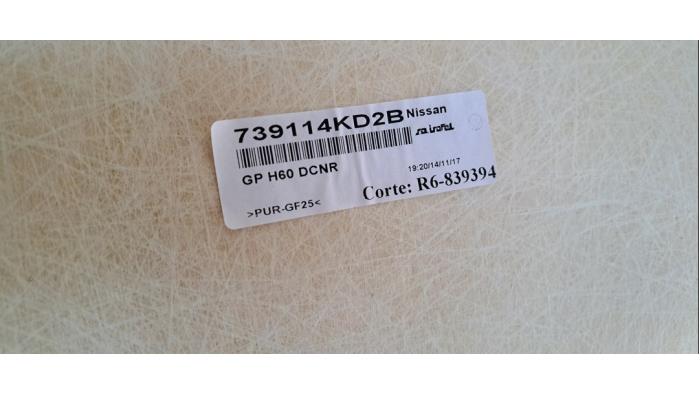 739114KD2B Nissan
GP H60 DCNR
19:20/14/11/17
Corte: R6-839394
>PUR-GF25<